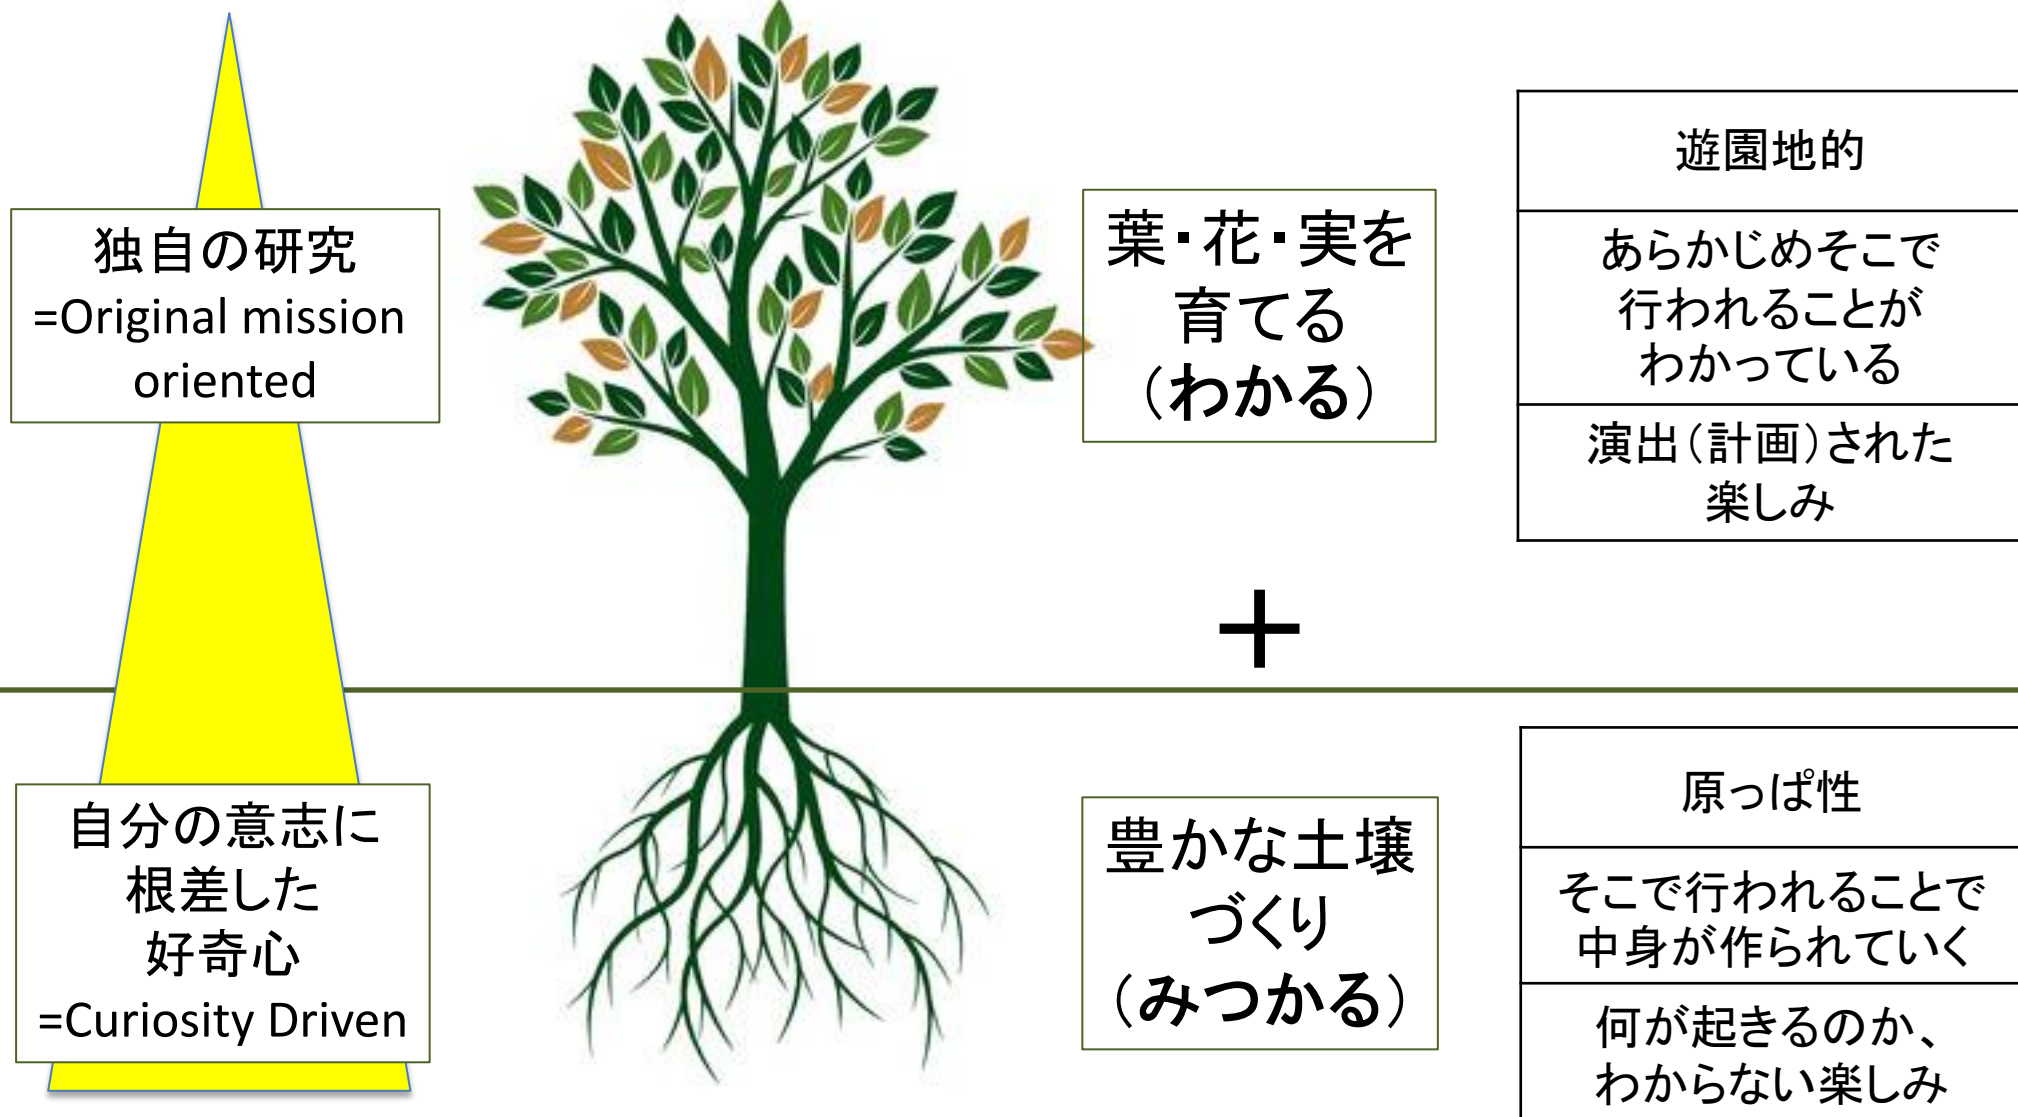 独自の研究
=Original mission
oriented
葉・花・実を
育てる
（わかる）
遊園地的
あらかじめそこで
行われることが
わかっている
演出（計画）された
楽しみ
＋
自分の意志に
根差した
好奇心
=Curiosity Driven
豊かな土壌
づくり
（みつかる）
原っぱ性
そこで行われることで
中身が作られていく
何が起きるのか、
わからない楽しみ